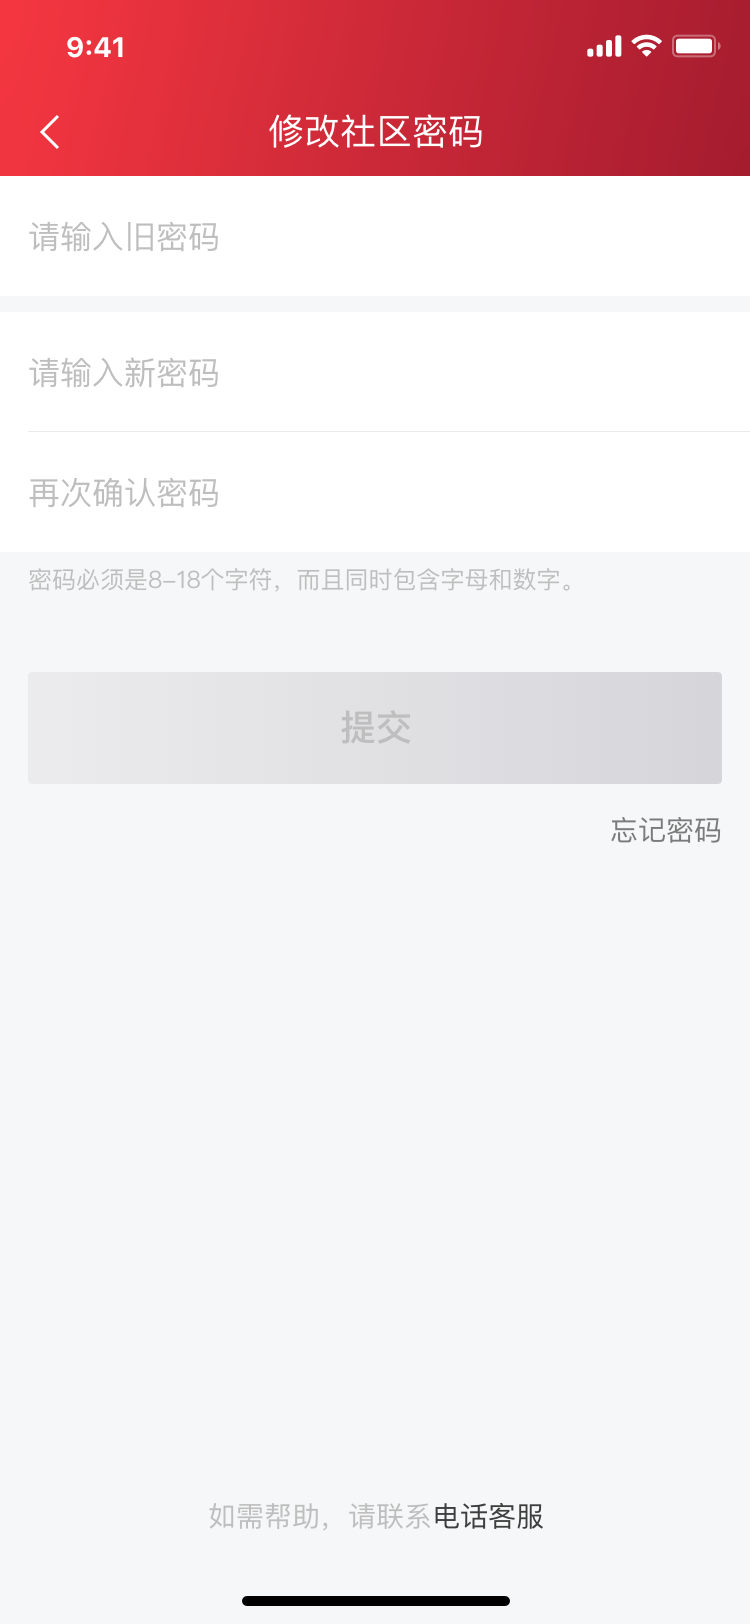 9:41
修改社区密码
请输入旧密码
请输入新密码
再次确认密码
密码必须是8-18个字符，而且同时包含字母和数字。
提交
忘记密码
如需帮助，请联系电话客服